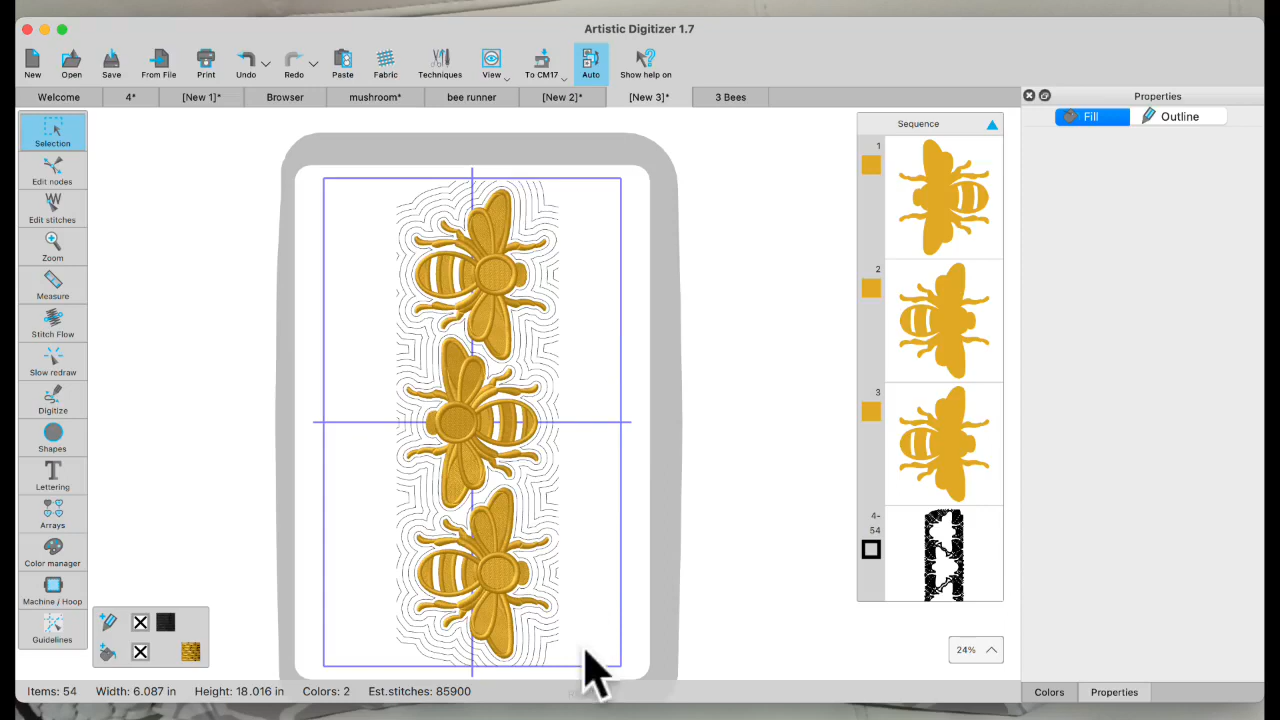 Artistic Digitizer 1.7
New Open Save From File Print Undo Redo Paste Fabric Techniques View To CM17 Auto Show help on
Welcome 4* [New 1]* Browser mushroom* bee runner [New 2]* [New 3]* 3 Bees
Properties
Fill Outline
Selection
Edit nodes
Edit stitches
Zoom
Measure
Stitch Flow
Slow redraw
Digitize
Shapes
Lettering
Arrays
Color manager
Machine / Hoop
Guidelines
Sequence
1
2
3
4-
54
24%
Items: 54 Width: 6.087 in Height: 18.016 in Colors: 2 Est.stitches: 85900
Colors Properties